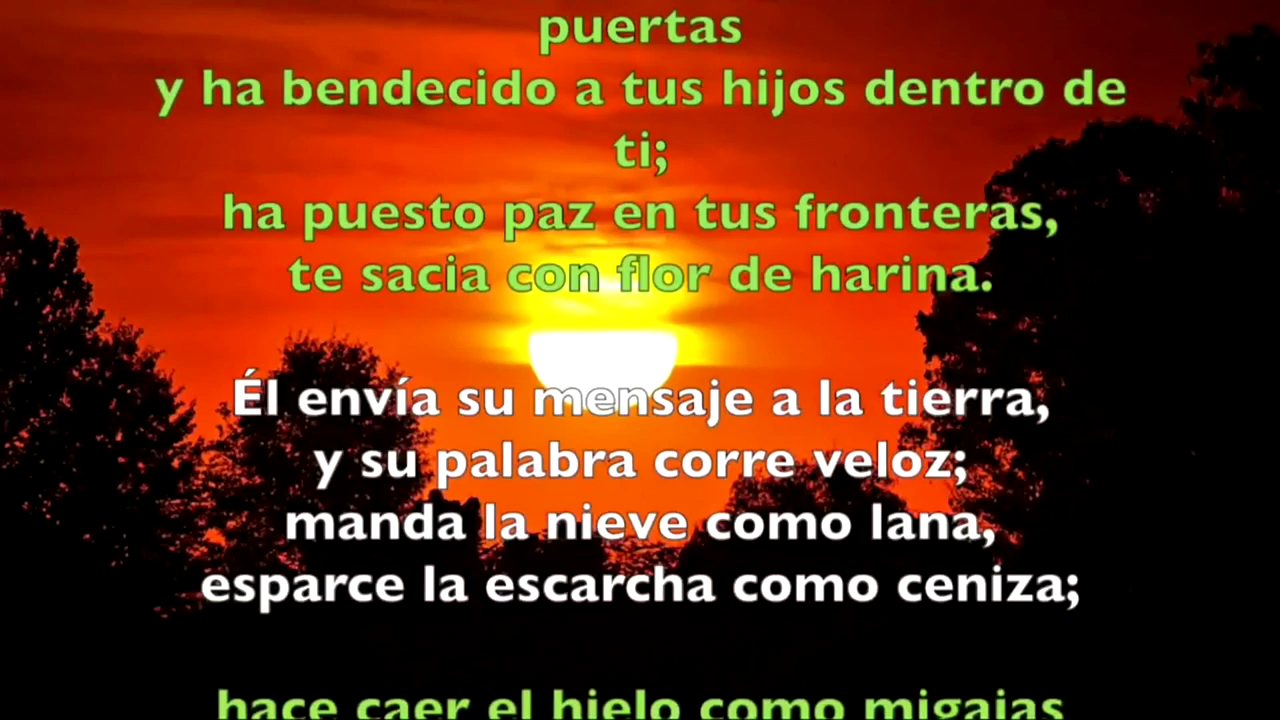 puertas
y ha bendecido a tus hijos dentro de
ti;
ha puesto paz en tus fronteras,
te sacia con flor de harina.
Él envía su mensaje a la tierra,
y su palabra corre veloz;
manda la nieve como lana,
esparce la escarcha como ceniza;
hace caer el hielo como migajas